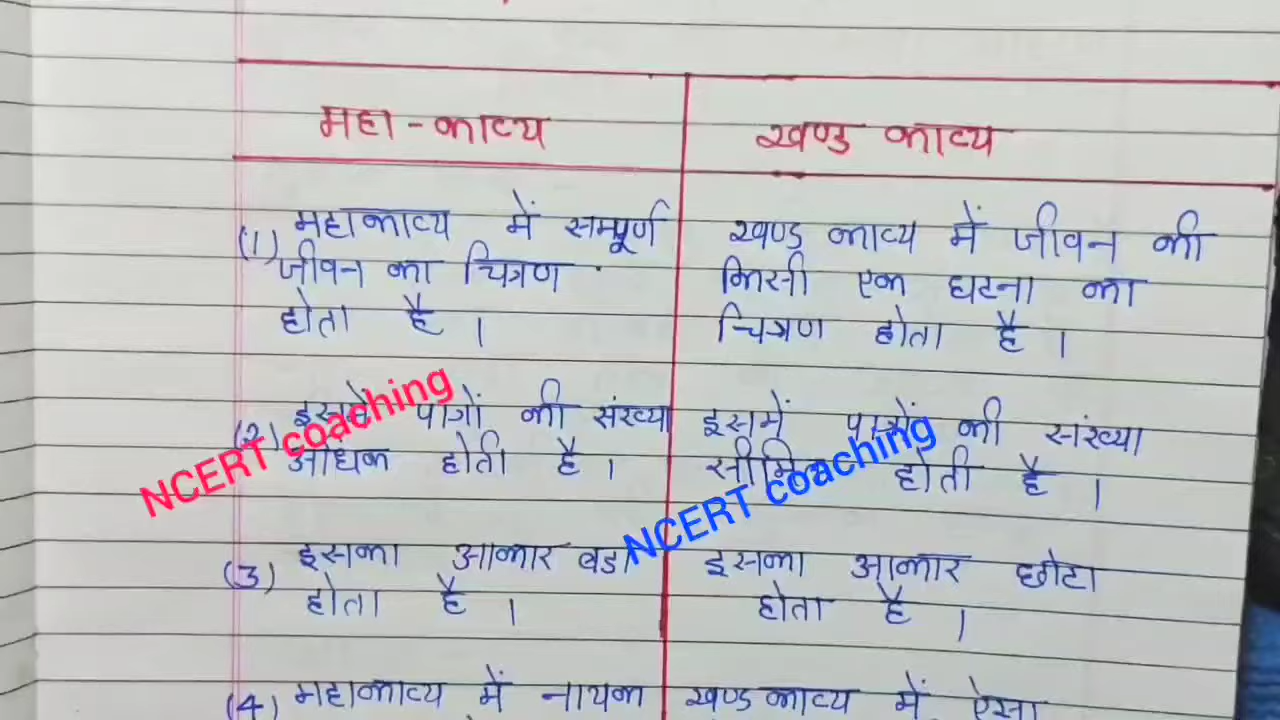 महा-काव्य
खण्ड काव्य
(1) महाकाव्य में सम्पूर्ण
जीवन का चित्रण
होता है ।
खण्ड काव्य में जीवन की
किसी एक घटना का
चित्रण होता है ।
(2) इसमें पात्रों की संख्या
अधिक होती है ।
इसमें पात्रों की संख्या
सीमित होती है ।
NCERT coaching
NCERT coaching
(3) इसका आकार बडा
होता है ।
इसका आकार छोटा
होता है ।
(4) महाकाव्य में नायक
खण्डकाव्य में ऐसा